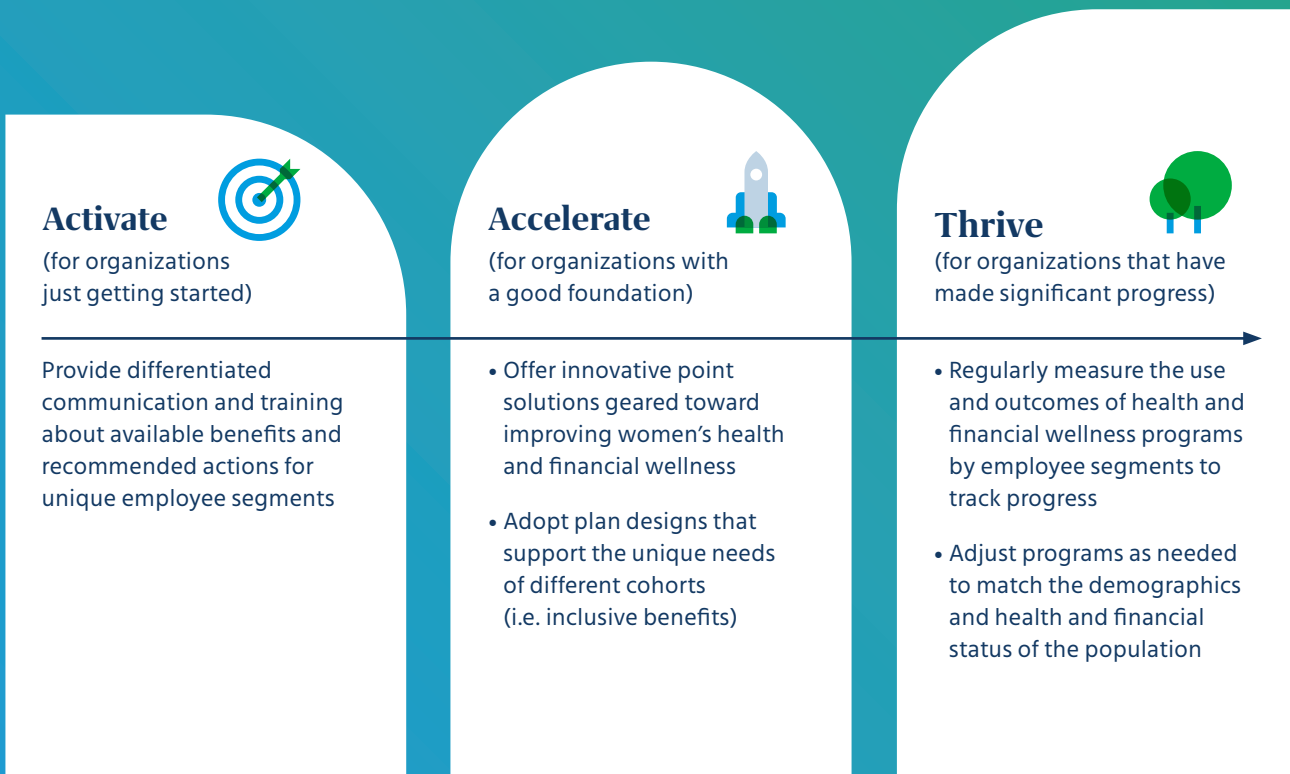 Activate
(for organizations
just getting started)
Provide differentiated
communication and training
about available benefits and
recommended actions for
unique employee segments
Accelerate
(for organizations with
a good foundation)
• Offer innovative point
solutions geared toward
improving women’s health
and financial wellness
• Adopt plan designs that
support the unique needs
of different cohorts
(i.e. inclusive benefits)
Thrive
(for organizations that have
made significant progress)
• Regularly measure the use
and outcomes of health and
financial wellness programs
by employee segments to
track progress
• Adjust programs as needed
to match the demographics
and health and financial
status of the population